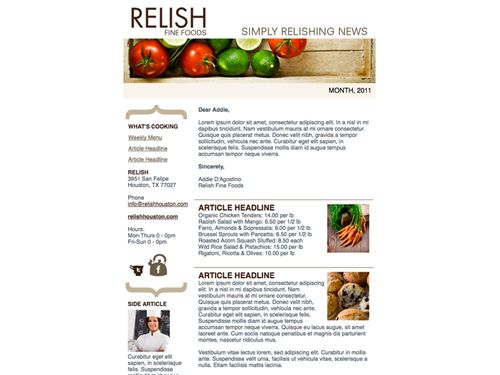 RELISH
FINE FOODS
SIMPLY RELISHING NEWS
MONTH, 2011
WHAT'S COOKING
Weekly Menu
Article Headline
Article Headline
RELISH
3951 San Felipe
Houston, TX 77027
Phone
info@relishhouston.com
relishhouston.com
Hours:
Mon-Thurs 0 - 0pm
Fri-Sun 0 - 0pm
SIDE ARTICLE
Curabitur eget elit
sapien, in scelerisque
felis. Suspendisse
mollis diam id augue
Dear Addie,
Lorem ipsum dolor sit amet, consectetur adipiscing elit. In a nisl in mi
dapibus tincidunt. Nam vestibulum mauris at mi ornare consectetur.
Quisque quis placerat metus. Donec velit nibh, gravida a tempor
sollicitudin, vehicula nec ante. Curabitur eget elit sapien, in
scelerisque felis. Suspendisse mollis diam id augue tempus
accumsan tempor neque viverra.
Sincerely,
Addie D'Agostino
Relish Fine Foods
ARTICLE HEADLINE
Organic Chicken Tenders: 14.00 per lb
Radish Salad with Mango: 6.50 per 1/2 lb
Farro, Almonds & Sopressata: 9.00 per lb
Brussel Sprouts with Pancetta: 8.50 per 1/2 lb
Roasted Acorn Squash Stuffed: 8.50 each
Wild Rice Salad & Pistachios: 15.00 per lb
Rigatoni, Ricotta & Olives: 10.00 per lb
ARTICLE HEADLINE
Lorem ipsum dolor sit amet, consectetur adipiscing elit. In a nisl in mi
dapibus tincidunt. Nam vestibulum mauris at mi ornare consectetur.
Quisque quis placerat metus. Donec velit nibh,
gravida a tempor sollicitudin, vehicula nec ante.
Curabitur eget elit sapien, in scelerisque felis.
Suspendisse mollis diam id augue tempus
accumsan tempor neque viverra. Quisque eu lacus augue, sit amet
laoreet ante. Cum sociis natoque penatibus et magnis dis parturient
montes, nascetur ridiculus mus.
Vestibulum vitae lectus lorem, sed adipiscing elit. Curabitur in mollis
ante. Suspendisse velit urna, facilisis ut vehicula vitae, scelerisque a
nulla. Etiam facilisis mattis lacinia.